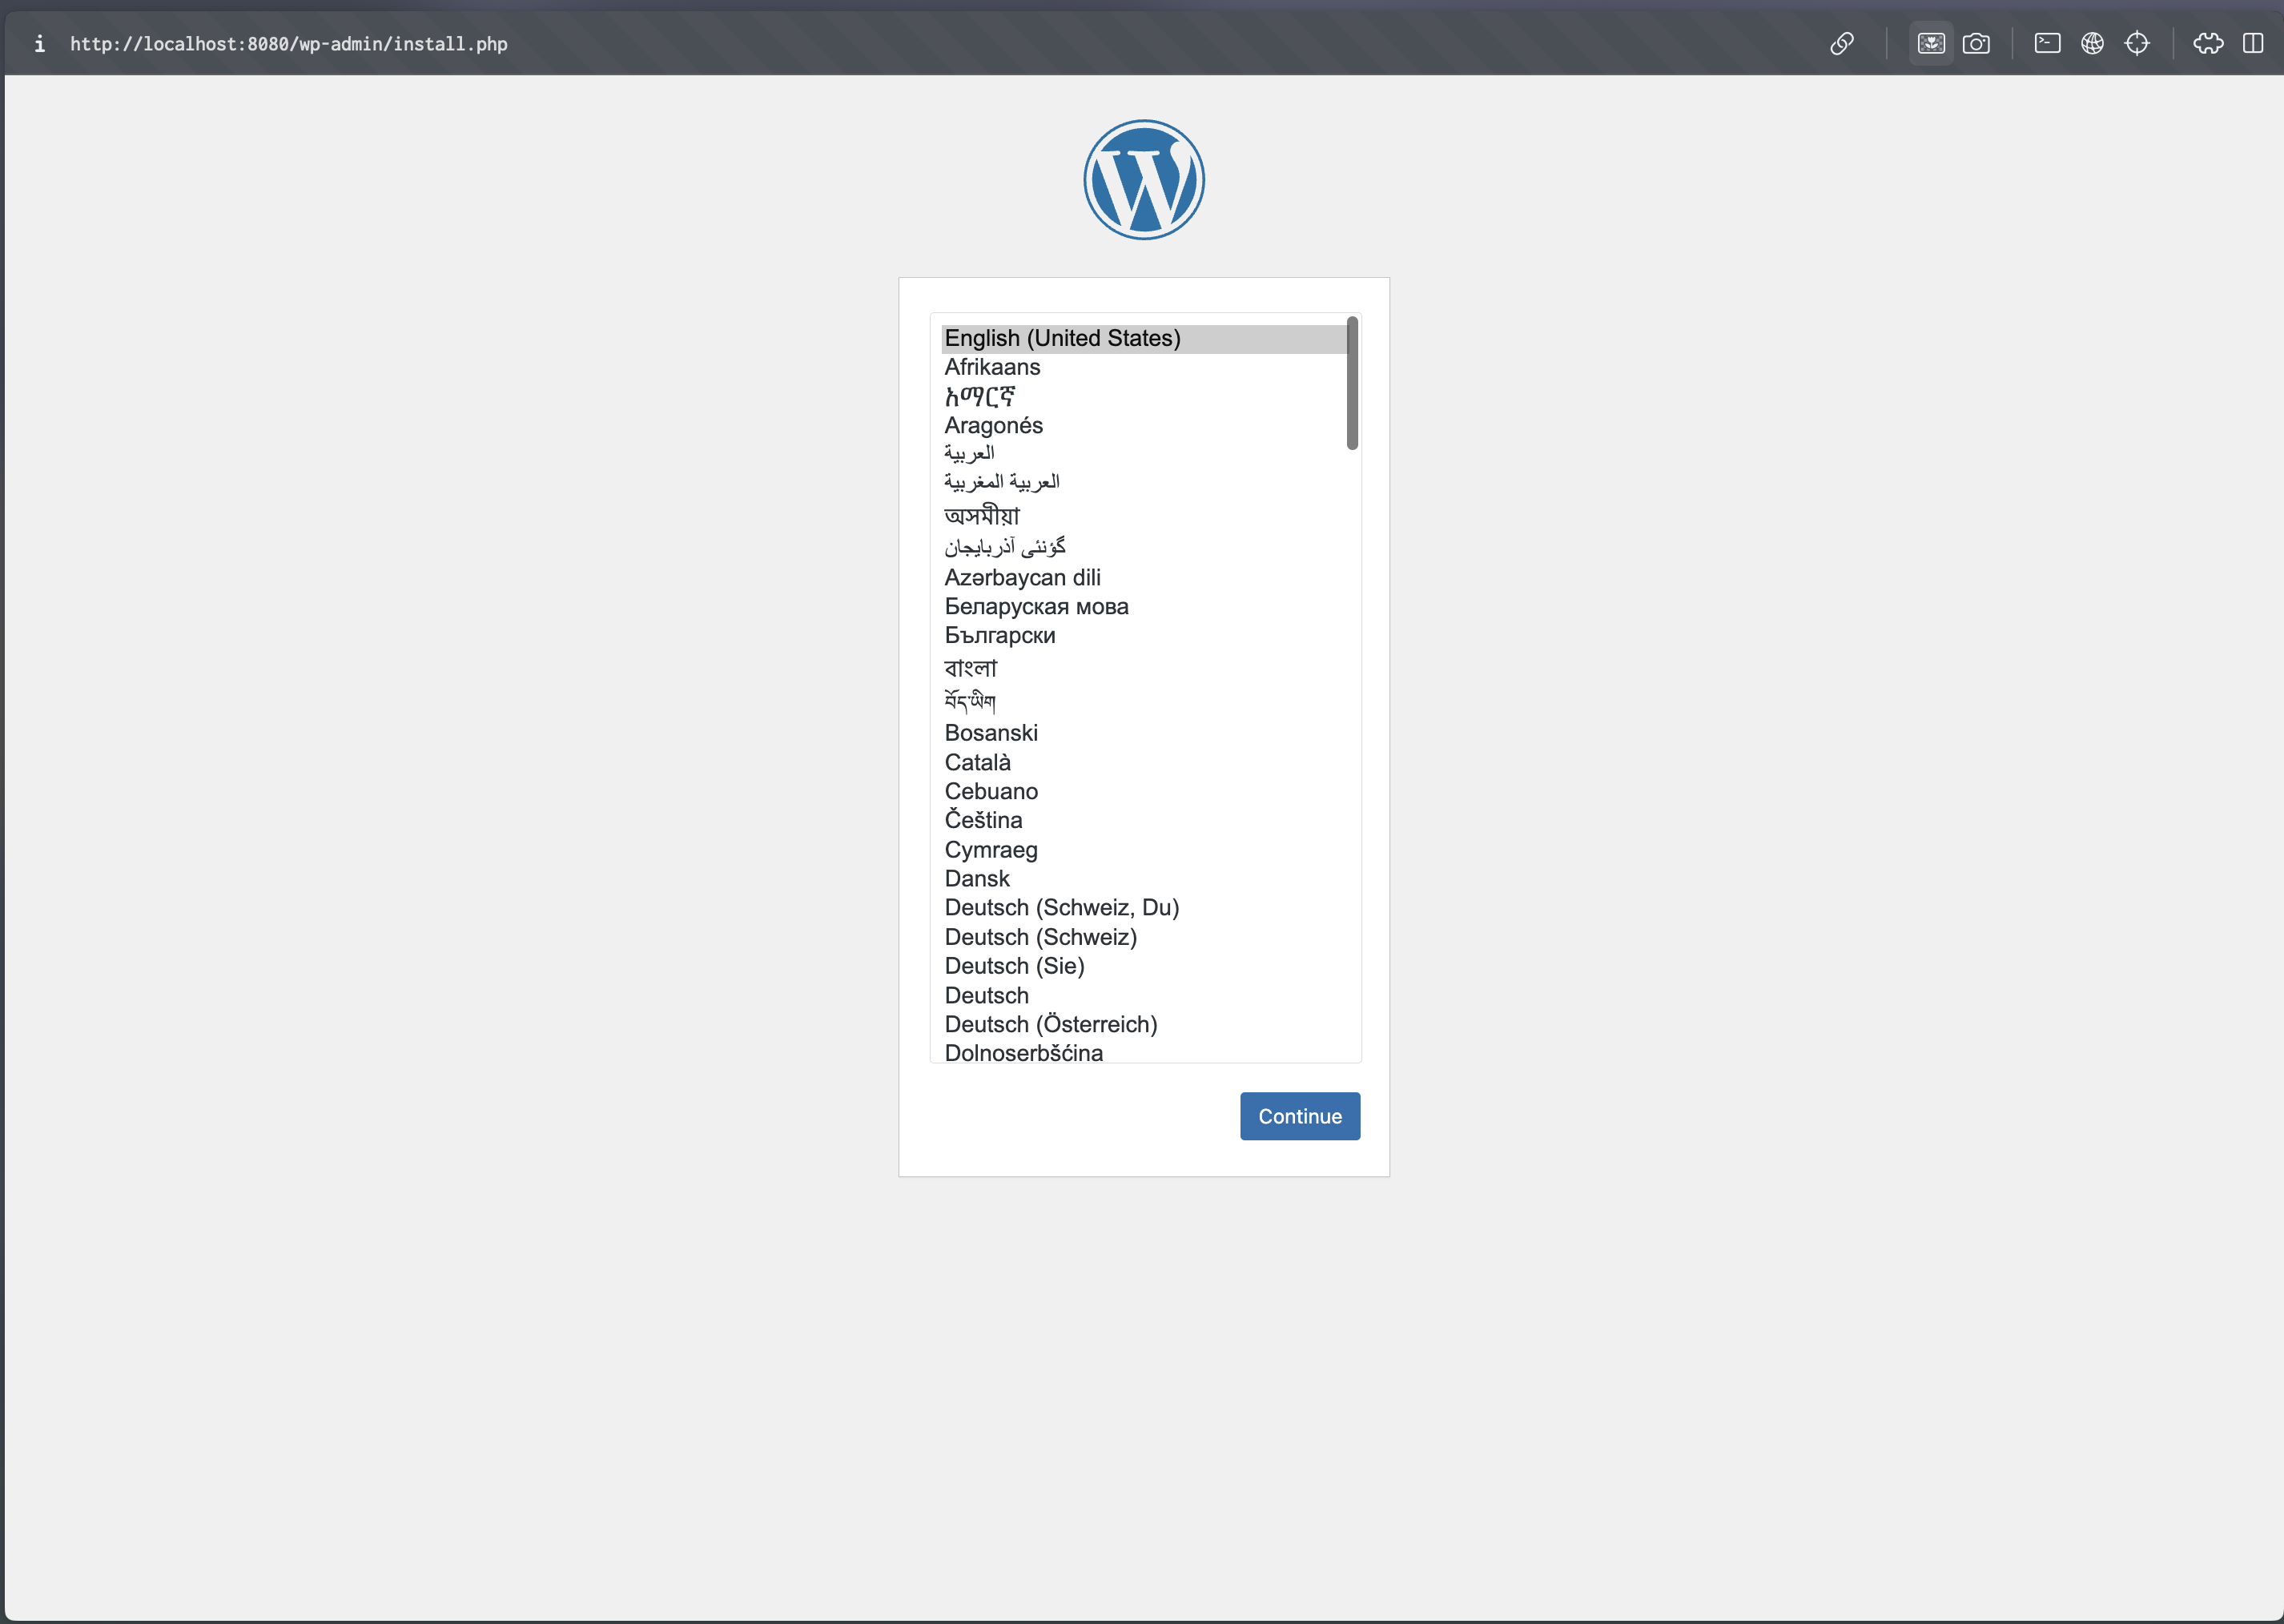 http://localhost:8080/wp-admin/install.php
English (United States)
Afrikaans
አማርኛ
Aragonés
العربية
العربية المغربية
অসমীয়া
گؤنئی آذربایجان
Azərbaycan dili
Беларуская мова
Български
বাংলা
བོད་ཡིག
Bosanski
Català
Cebuano
Čeština
Cymraeg
Dansk
Deutsch (Schweiz, Du)
Deutsch (Schweiz)
Deutsch (Sie)
Deutsch
Deutsch (Österreich)
Dolnoserbšćina
Continue